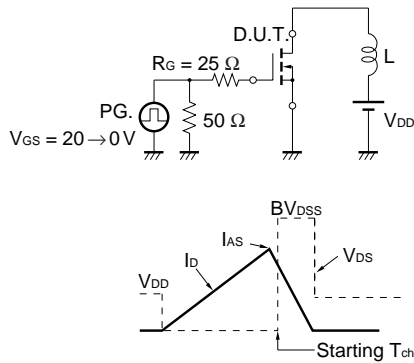 D.U.T.
RG = 25 Ω
L
PG.
50 Ω
VDD
VGS = 20 → 0 V
BVDSS
IAS
ID
VDS
VDD
Starting Tch